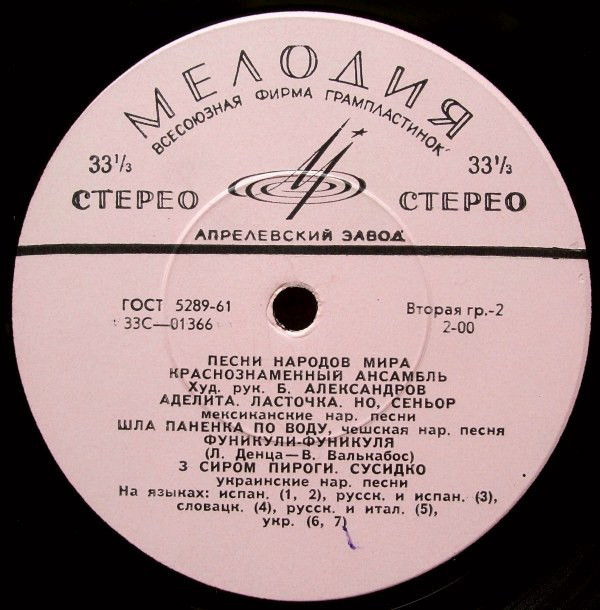 МЕЛОДИЯ
ВСЕСОЮЗНАЯ ФИРМА ГРАМПЛАСТИНОК
33⅓ 33⅓
СТЕРЕО СТЕРЕО
АПРЕЛЕВСКИЙ ЗАВОД
ГОСТ 5289-61 Вторая гр.-2
33С—01366 2-00
ПЕСНИ НАРОДОВ МИРА
КРАСНОЗНАМЕННЫЙ АНСАМБЛЬ
Худ. рук. Б. АЛЕКСАНДРОВ
АДЕЛИТА. ЛАСТОЧКА. НО, СЕНЬОР
мексиканские нар. песни
ШЛА ПАНЕНКА ПО ВОДУ, чешская нар. песня
ФУНИКУЛИ-ФУНИКУЛЯ
(Л. Денца—В. Валькабос)
З СИРОМ ПИРОГИ. СУСИДКО
украинские нар. песни
На языках: испан. (1, 2), русск. и испан. (3),
словацк. (4), русск. и итал. (5),
укр. (6, 7)